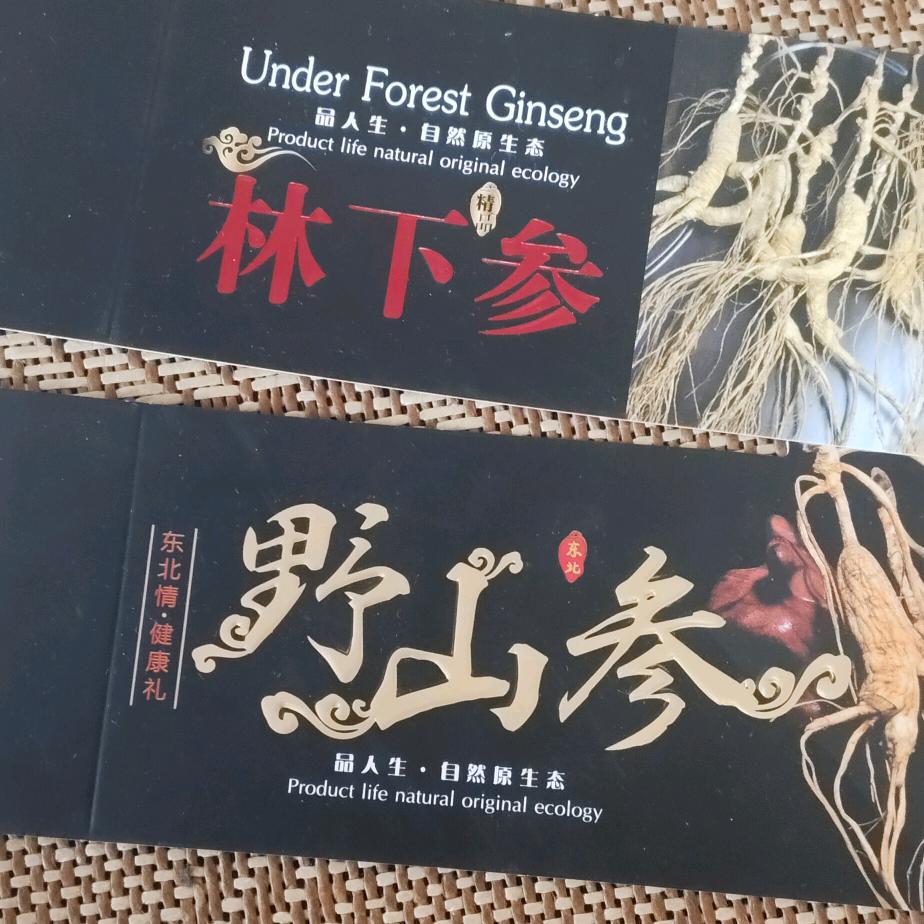 Under Forest Ginseng
品人生·自然原生态
Product life natural original ecology
精品
林下参
东北情·健康礼
野山参
东北
品人生·自然原生态
Product life natural original ecology